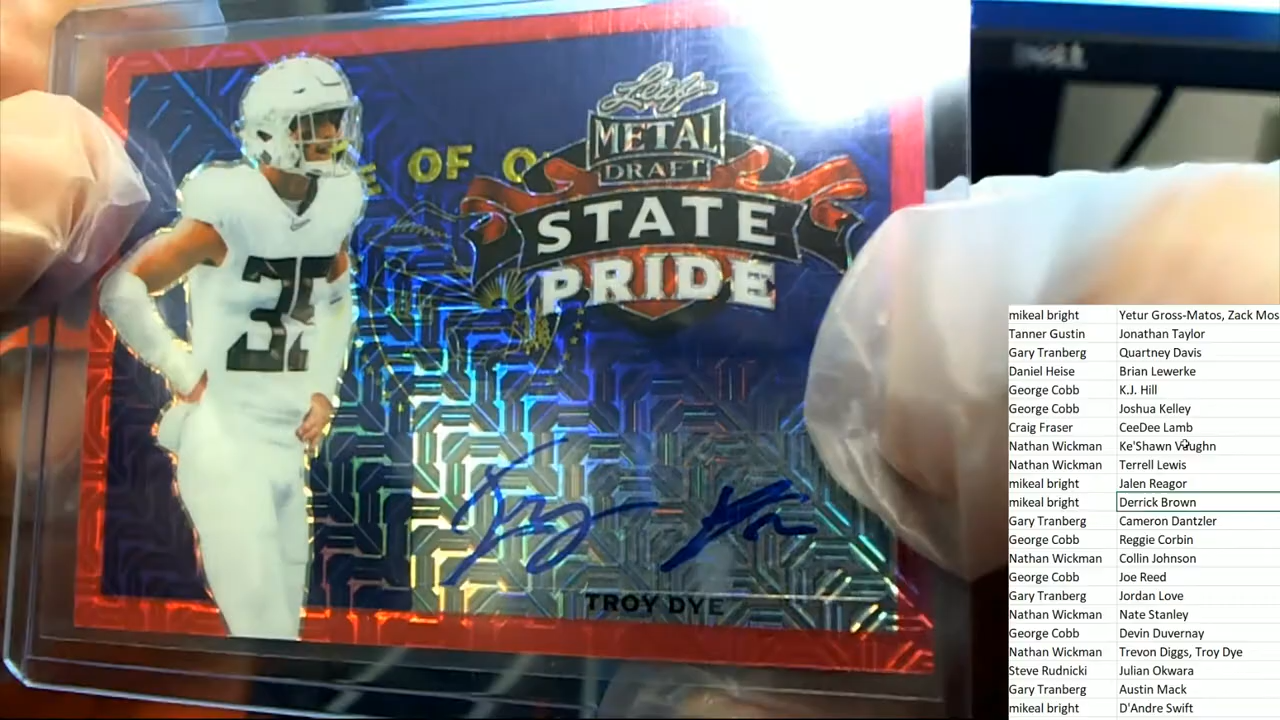 DELL
Leaf
METAL
DRAFT
E OF O
STATE
PRIDE
35
TROY DYE
mikeal bright Yetur Gross-Matos, Zack Mos
Tanner Gustin Jonathan Taylor
Gary Tranberg Quartney Davis
Daniel Heise Brian Lewerke
George Cobb K.J. Hill
George Cobb Joshua Kelley
Craig Fraser CeeDee Lamb
Nathan Wickman Ke'Shawn Vaughn
Nathan Wickman Terrell Lewis
mikeal bright Jalen Reagor
mikeal bright Derrick Brown
Gary Tranberg Cameron Dantzler
George Cobb Reggie Corbin
Nathan Wickman Collin Johnson
George Cobb Joe Reed
Gary Tranberg Jordan Love
Nathan Wickman Nate Stanley
George Cobb Devin Duvernay
Nathan Wickman Trevon Diggs, Troy Dye
Steve Rudnicki Julian Okwara
Gary Tranberg Austin Mack
mikeal bright D'Andre Swift